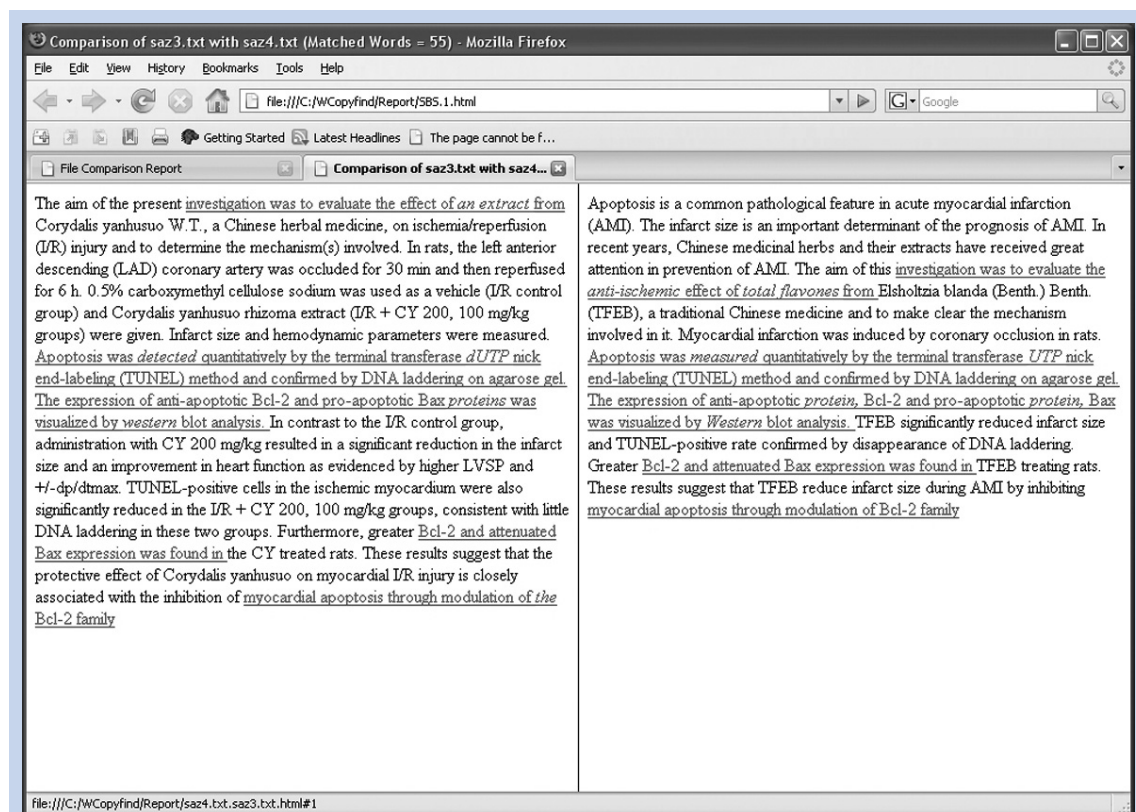 Comparison of saz3.txt with saz4.txt (Matched Words = 55) - Mozilla Firefox
File Edit View History Bookmarks Tools Help
file:///C:/WCopyfind/Report/SBS.1.html
G Google
Getting Started Latest Headlines The page cannot be f...
File Comparison Report
Comparison of saz3.txt with saz4...
The aim of the present investigation was to evaluate the effect of an extract from
Corydalis yanhusuo W.T., a Chinese herbal medicine, on ischemia/reperfusion
(I/R) injury and to determine the mechanism(s) involved. In rats, the left anterior
descending (LAD) coronary artery was occluded for 30 min and then reperfused
for 6 h. 0.5% carboxymethyl cellulose sodium was used as a vehicle (I/R control
group) and Corydalis yanhusuo rhizoma extract (I/R + CY 200, 100 mg/kg
groups) were given. Infarct size and hemodynamic parameters were measured.
Apoptosis was detected quantitatively by the terminal transferase dUTP nick
end-labeling (TUNEL) method and confirmed by DNA laddering on agarose gel.
The expression of anti-apoptotic Bcl-2 and pro-apoptotic Bax proteins was
visualized by western blot analysis. In contrast to the I/R control group,
administration with CY 200 mg/kg resulted in a significant reduction in the infarct
size and an improvement in heart function as evidenced by higher LVSP and
+/-dp/dtmax. TUNEL-positive cells in the ischemic myocardium were also
significantly reduced in the I/R + CY 200, 100 mg/kg groups, consistent with little
DNA laddering in these two groups. Furthermore, greater Bcl-2 and attenuated
Bax expression was found in the CY treated rats. These results suggest that the
protective effect of Corydalis yanhusuo on myocardial I/R injury is closely
associated with the inhibition of myocardial apoptosis through modulation of the
Bcl-2 family
Apoptosis is a common pathological feature in acute myocardial infarction
(AMI). The infarct size is an important determinant of the prognosis of AMI. In
recent years, Chinese medicinal herbs and their extracts have received great
attention in prevention of AMI. The aim of this investigation was to evaluate the
anti-ischemic effect of total flavones from Elsholtzia blanda (Benth.) Benth.
(TFEB), a traditional Chinese medicine and to make clear the mechanism
involved in it. Myocardial infarction was induced by coronary occlusion in rats.
Apoptosis was measured quantitatively by the terminal transferase UTP nick
end-labeling (TUNEL) method and confirmed by DNA laddering on agarose gel.
The expression of anti-apoptotic protein, Bcl-2 and pro-apoptotic protein, Bax
was visualized by Western blot analysis. TFEB significantly reduced infarct size
and TUNEL-positive rate confirmed by disappearance of DNA laddering.
Greater Bcl-2 and attenuated Bax expression was found in TFEB treating rats.
These results suggest that TFEB reduce infarct size during AMI by inhibiting
myocardial apoptosis through modulation of Bcl-2 family
file:///C:/WCopyfind/Report/saz4.txt.saz3.txt.html#1